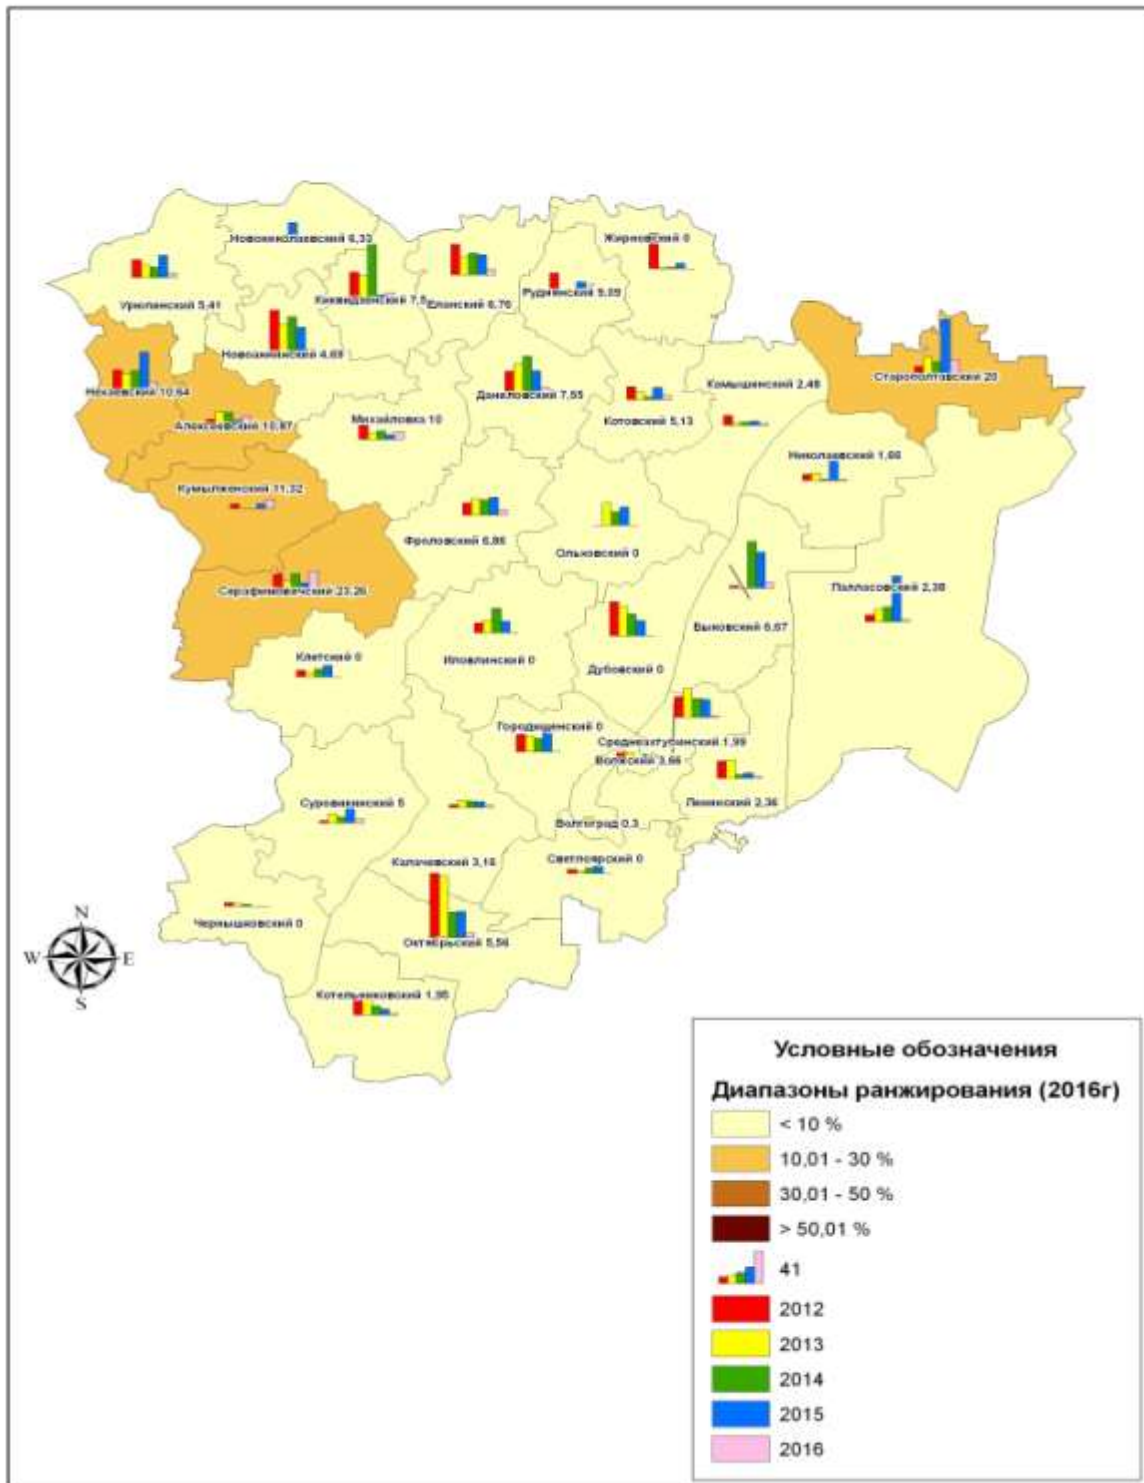 Новониколаевский 6,33
Жирновский 0
Урюпинский 5,41
Киквидзенский 7,5
Еланский 6,76
Руднянский 9,09
Новоаннинский 4,69
Нехаевский 10,64
Старополтавский 20
Даниловский 7,55
Камышинский 2,48
Алексеевский 10,87
Михайловка 10
Котовский 5,13
Николаевский 1,88
Кумылженский 11,32
Фроловский 6,86
Ольховский 0
Серафимовичский 23,26
Палласовский 2,38
Быковский 6,67
Клетский 0
Иловлинский 0
Дубовский 0
Городищенский 0
Среднеахтубинский 1,99
Волжский 3,66
Суровикинский 5
Ленинский 2,36
Волгоград 0,3
Калачевский 3,16
Светлоярский 0
Чернышковский 0
Октябрьский 5,56
Котельниковский 1,95
N
W E
S
Условные обозначения
Диапазоны ранжирования (2016г)
< 10 %
10,01 - 30 %
30,01 - 50 %
> 50,01 %
41
2012
2013
2014
2015
2016